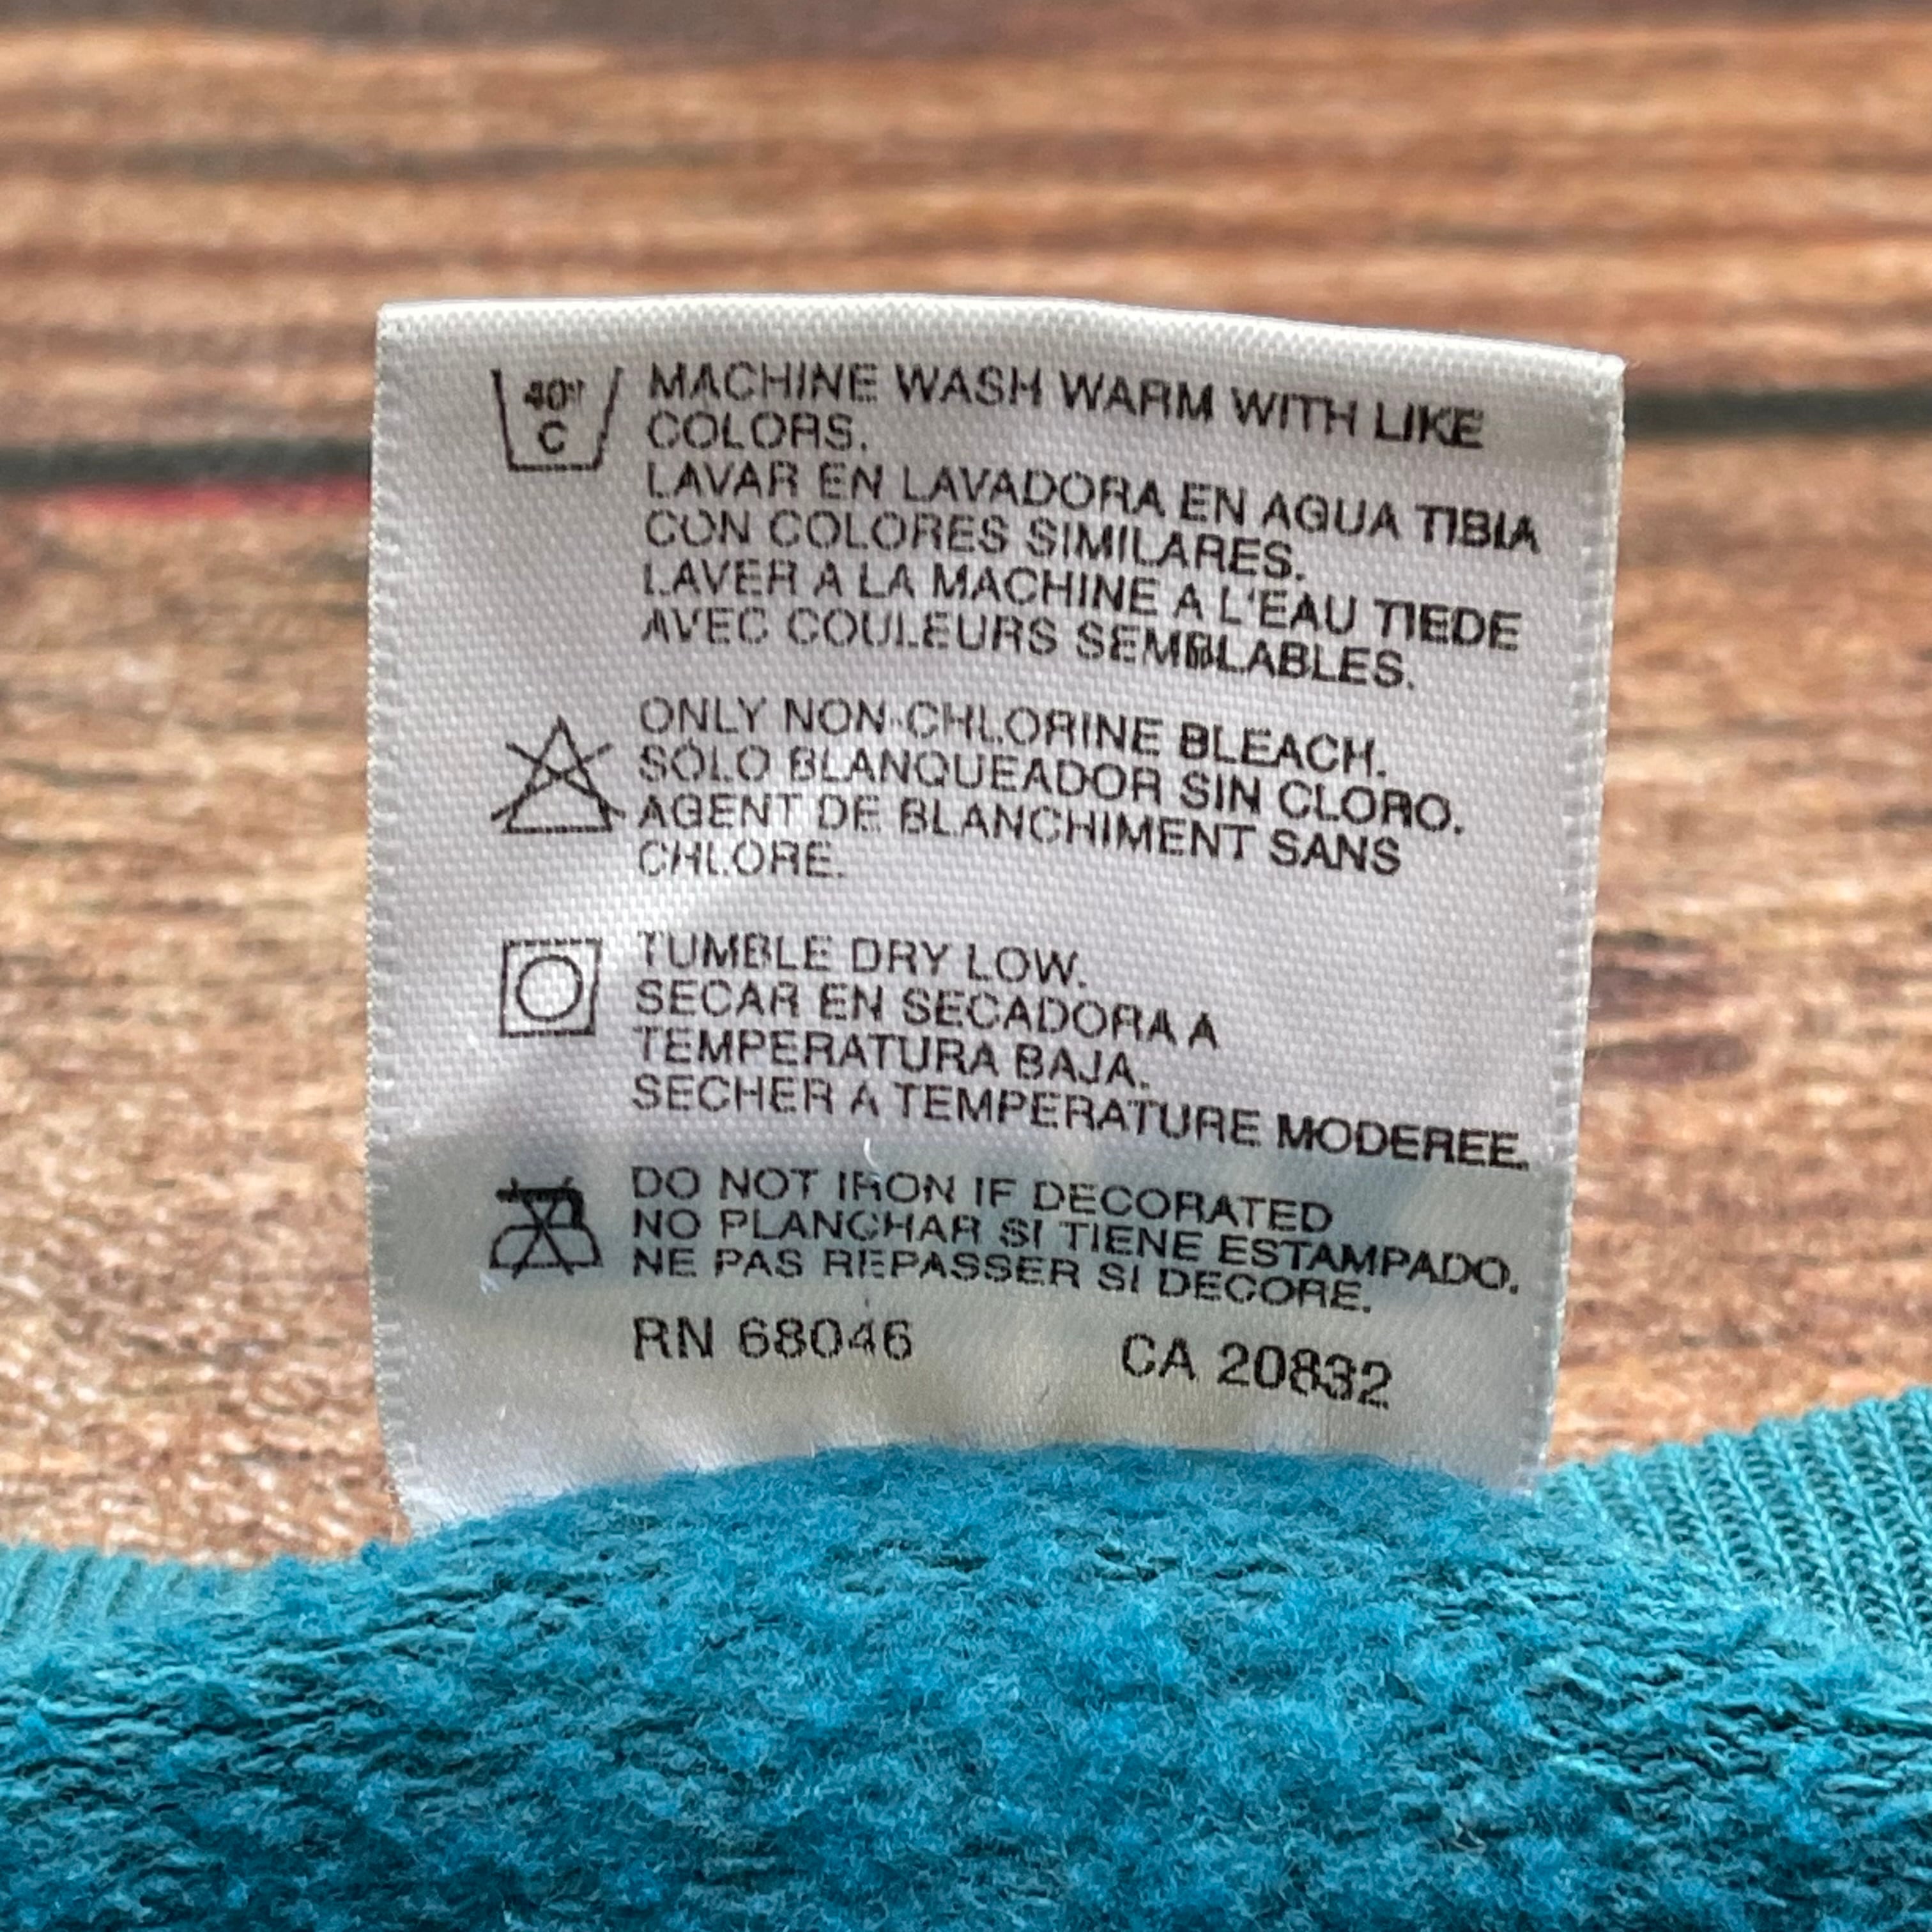 40° C
MACHINE WASH WARM WITH LIKE
COLORS.
LAVAR EN LAVADORA EN AGUA TIBIA
CON COLORES SIMILARES.
LAVER A LA MACHINE A L'EAU TIEDE
AVEC COULEURS SEMBLABLES.
ONLY NON-CHLORINE BLEACH.
SÓLO BLANQUEADOR SIN CLORO.
AGENT DE BLANCHIMENT SANS
CHLORE.
TUMBLE DRY LOW.
SECAR EN SECADORA A
TEMPERATURA BAJA.
SECHER A TEMPERATURE MODEREE.
DO NOT IRON IF DECORATED
NO PLANCHAR SI TIENE ESTAMPADO.
NE PAS REPASSER SI DECORE.
RN 68046 CA 20832